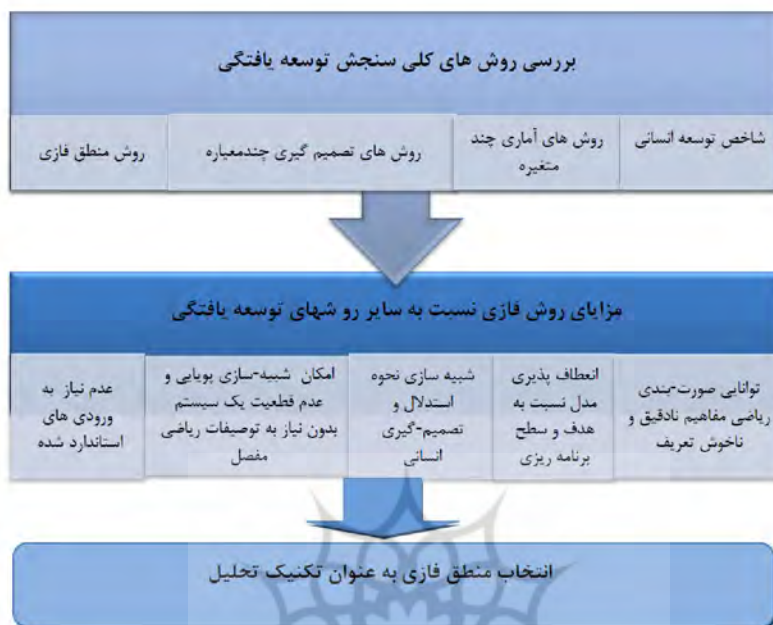 بررسی روش های کلی سنجش توسعه یافتگی
شاخص توسعه انسانی
روش های آماری چند
متغیره
روش های تصمیم گیری چندمعیاره
روش منطق فازی
مزایای روش فازی نسبت به سایر رو شهای توسعه یافتگی
توانایی صورت-بندی
ریاضی مفاهیم نادقیق و
ناخوش تعریف
انعطاف پذیری
مدل نسبت به
هدف و سطح
برنامه ریزی
شبیه سازی نحوه
استدلال و
تصمیم-گیری
انسانی
امکان شبیه-سازی پویایی و
عدم قطعیت یک سیستم
بدون نیاز به توصیفات ریاضی
مفصل
عدم نیاز به
ورودی های
استاندارد شده
انتخاب منطق فازی به عنوان تکنیک تحلیل